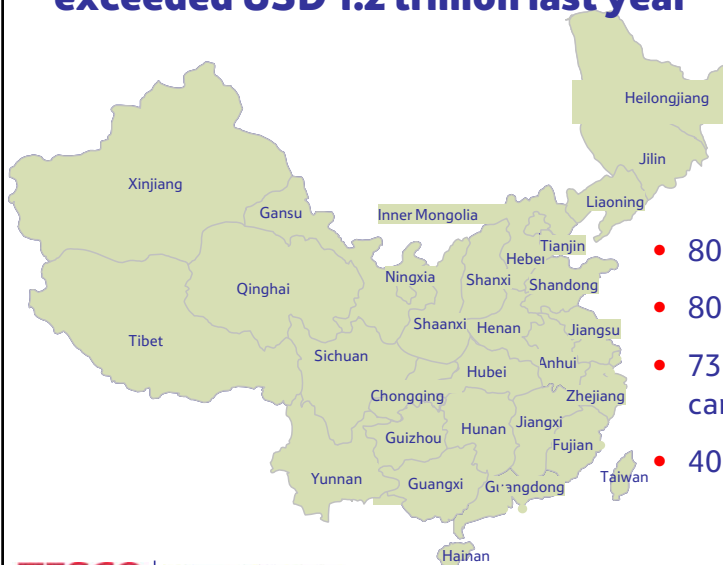 exceeded USD 1.2 trillion last year
Heilongjiang
Jilin
Xinjiang
Liaoning
Gansu
Inner Mongolia
Tianjin
Hebei
• 80
Ningxia
Shanxi
Shandong
Qinghai
• 80
Shaanxi
Henan
Jiangsu
Tibet
Sichuan
Anhui
• 73
Hubei
Chongqing
Zhejiang
car
Jiangxi
Hunan
Guizhou
Fujian
• 40
Taiwan
Yunnan
Guangxi
Guangdong
Hainan